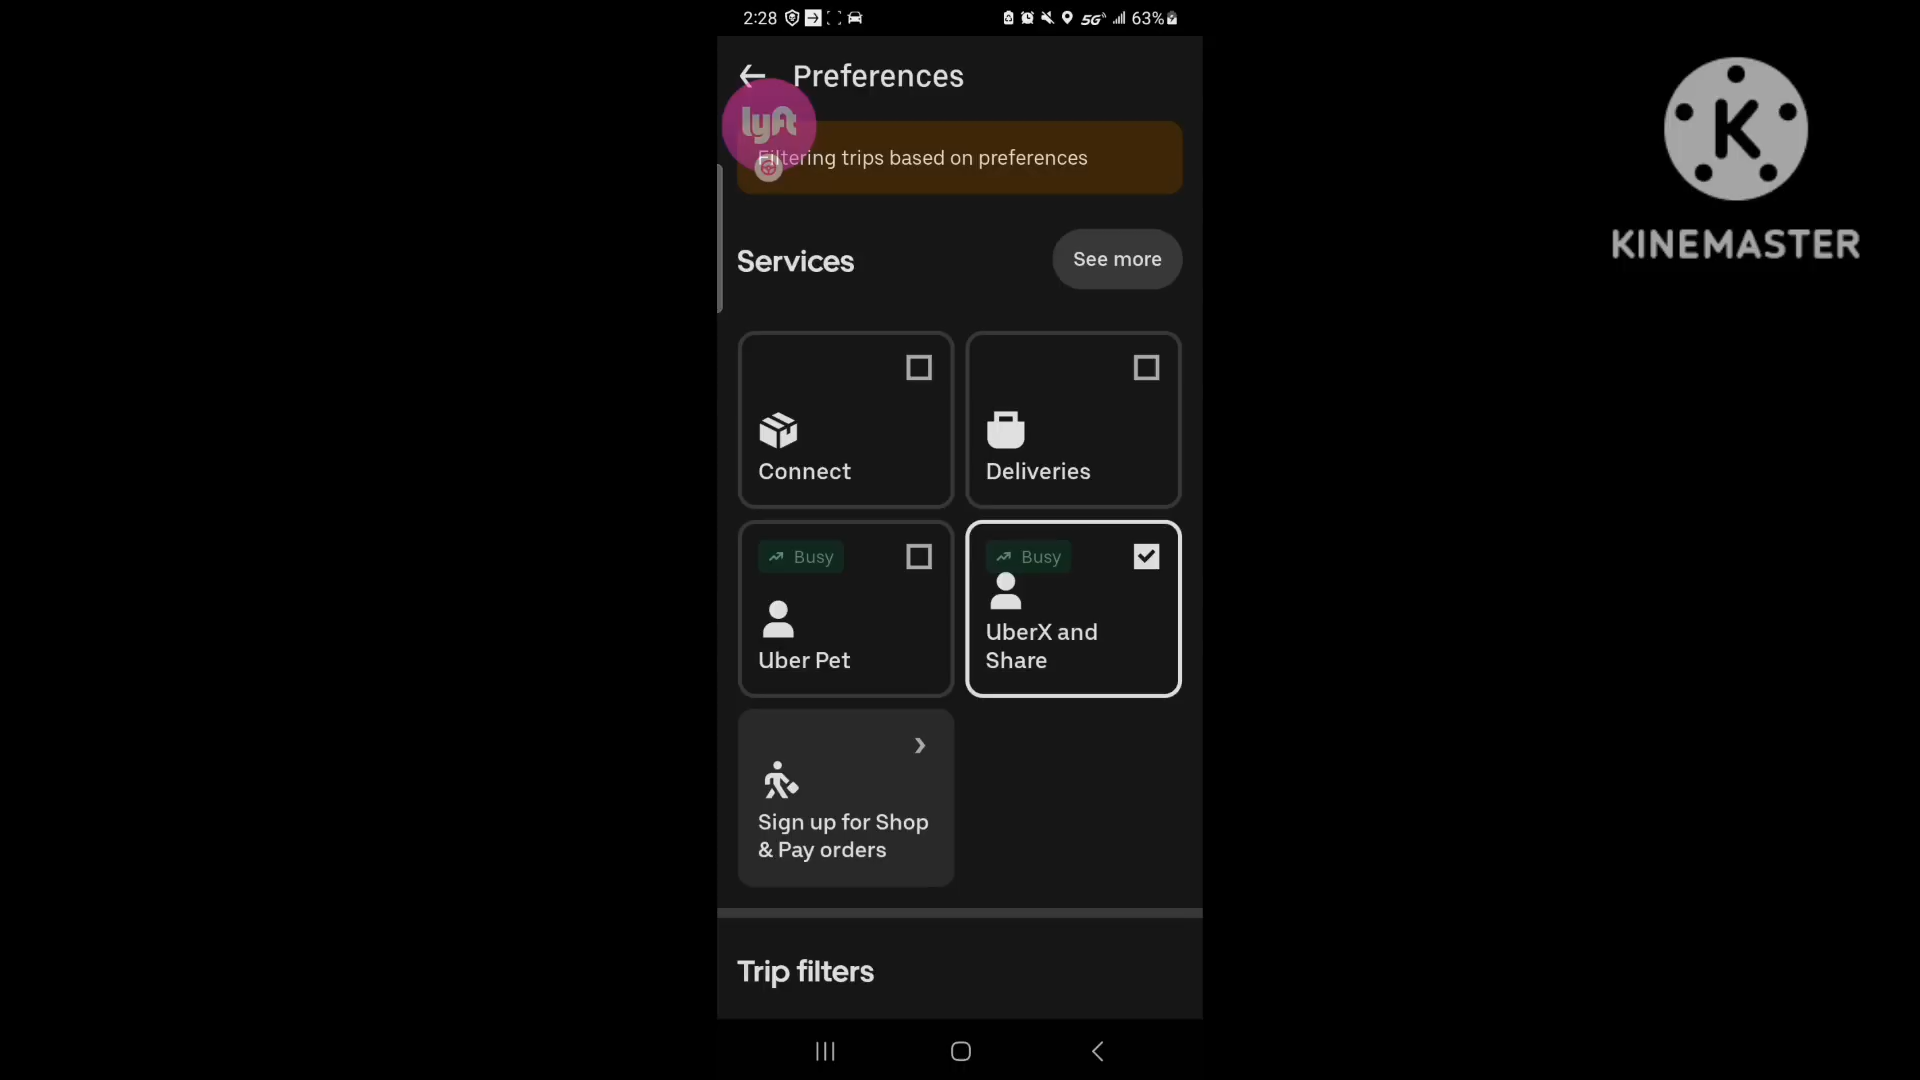 2:28
5G
63%
Preferences
lyft
Filtering trips based on preferences
Services
See more
Connect
Deliveries
Busy
Uber Pet
Busy
UberX and
Share
Sign up for Shop
& Pay orders
Trip filters
K
KINEMASTER